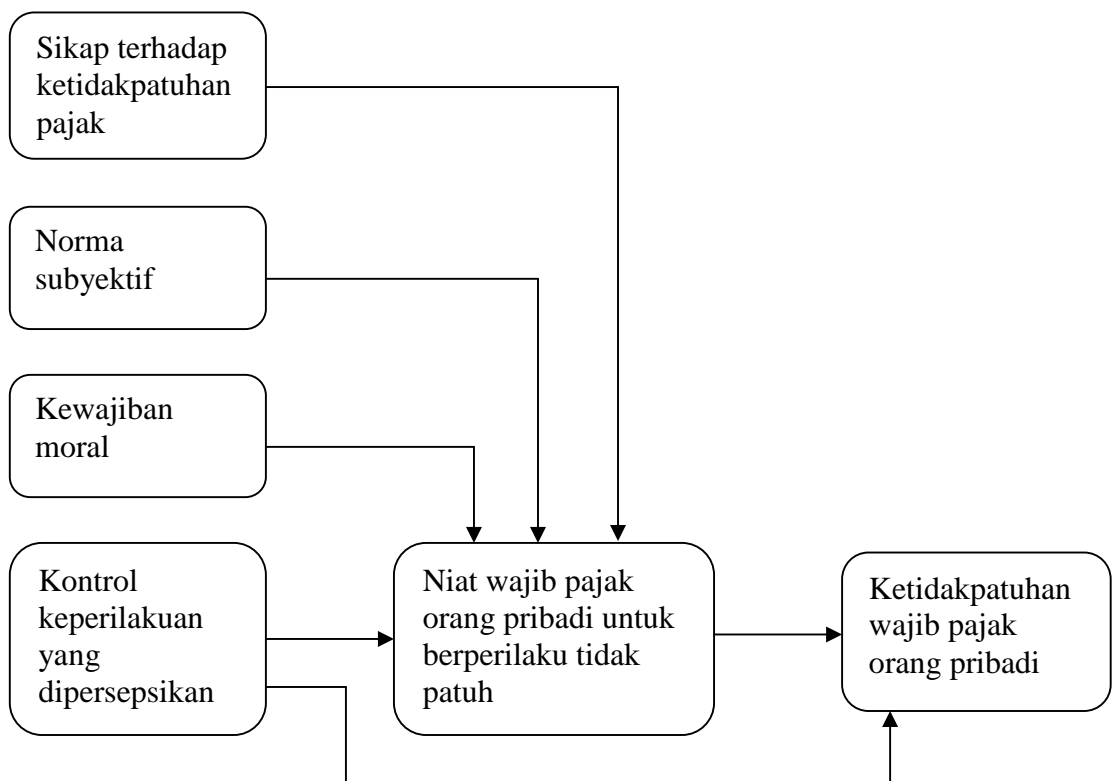 Sikap terhadap
ketidakpatuhan
pajak
Norma
subyektif
Kewajiban
moral
Kontrol
keperilakuan
yang
dipersepsikan
Niat wajib pajak
orang pribadi untuk
berperilaku tidak
patuh
Ketidakpatuhan
wajib pajak
orang pribadi